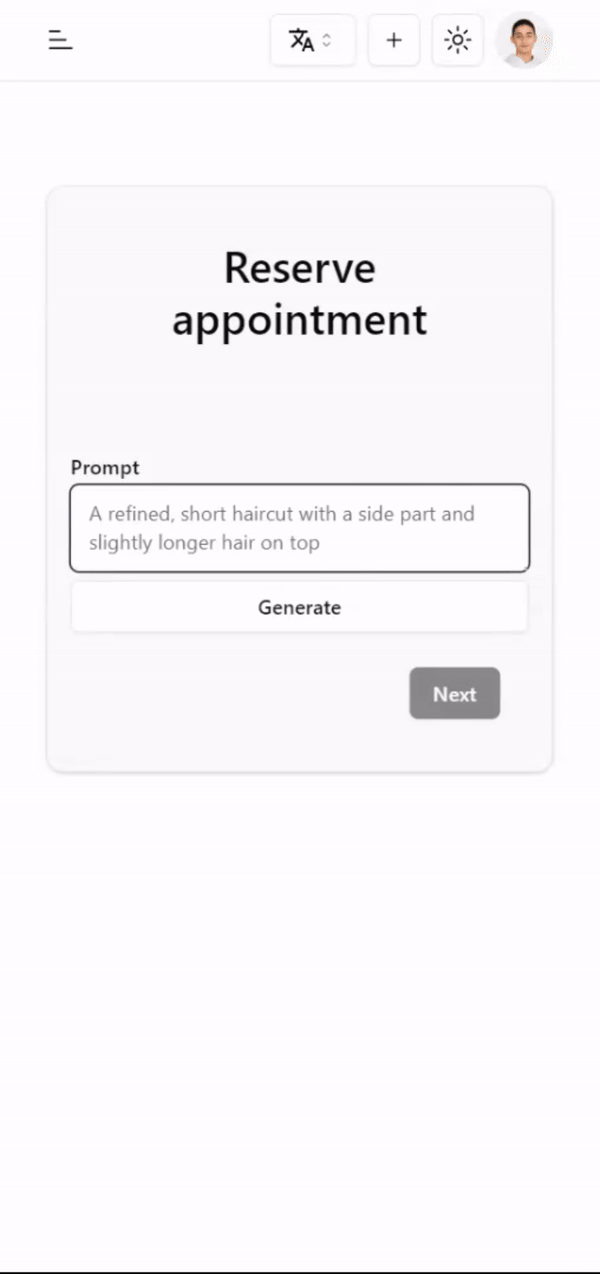 Reserve
appointment
Prompt
A refined, short haircut with a side part and
slightly longer hair on top
Generate
Next